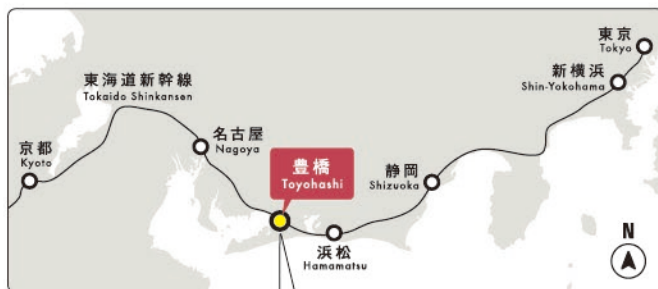 東京
Tokyo
新横浜
Shin-Yokohama
東海道新幹線
Tokaido Shinkansen
名古屋
Nagoya
京都
Kyoto
豊橋
Toyohashi
静岡
Shizuoka
浜松
Hamamatsu
N